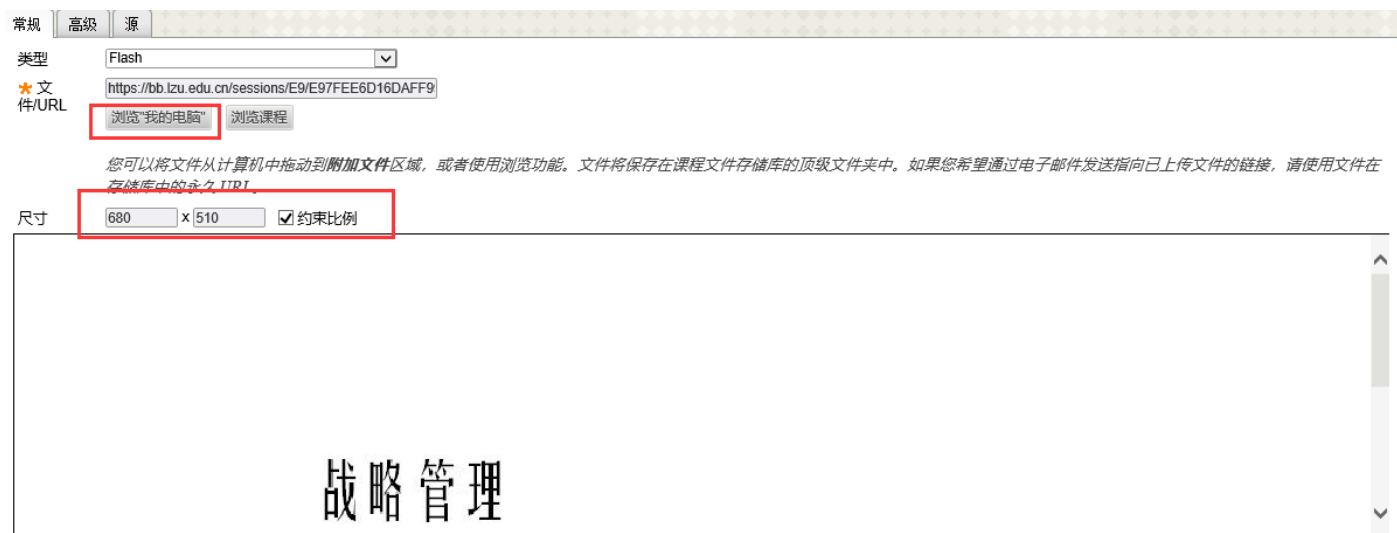 常规 高级 源
类型 Flash
★文件/URL https://bb.lzu.edu.cn/sessions/E9/E97FEE6D16DAFF9
浏览"我的电脑" 浏览课程
您可以将文件从计算机中拖动到附加文件区域，或者使用浏览功能。文件将保存在课程文件存储库的顶级文件夹中。如果您希望通过电子邮件发送指向已上传文件的链接，请使用文件在
存储库中的永久 URL。
尺寸 680 x 510 约束比例
战略管理